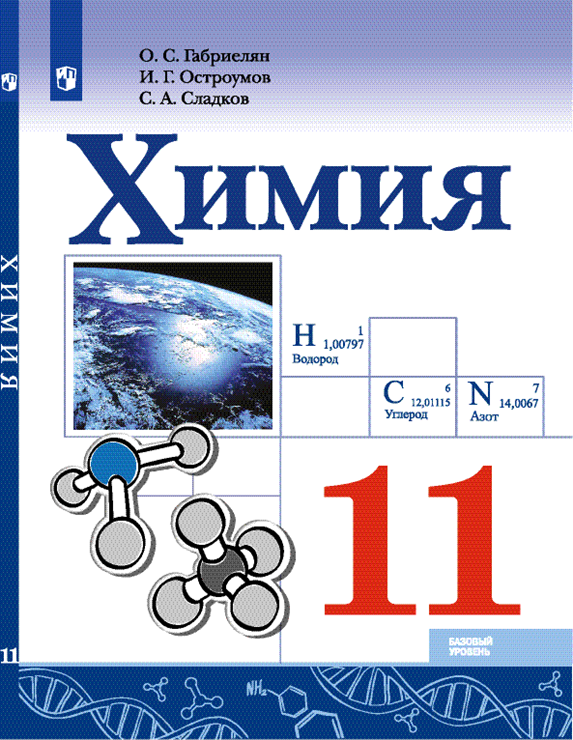 О. С. Габриелян
И. Г. Остроумов
С. А. Сладков
Химия
ХИМИЯ
H 1
1,00797
Водород
C 6
12,01115
Углерод
N 7
14,0067
Азот
11
БАЗОВЫЙ
УРОВЕНЬ
11
NH₂